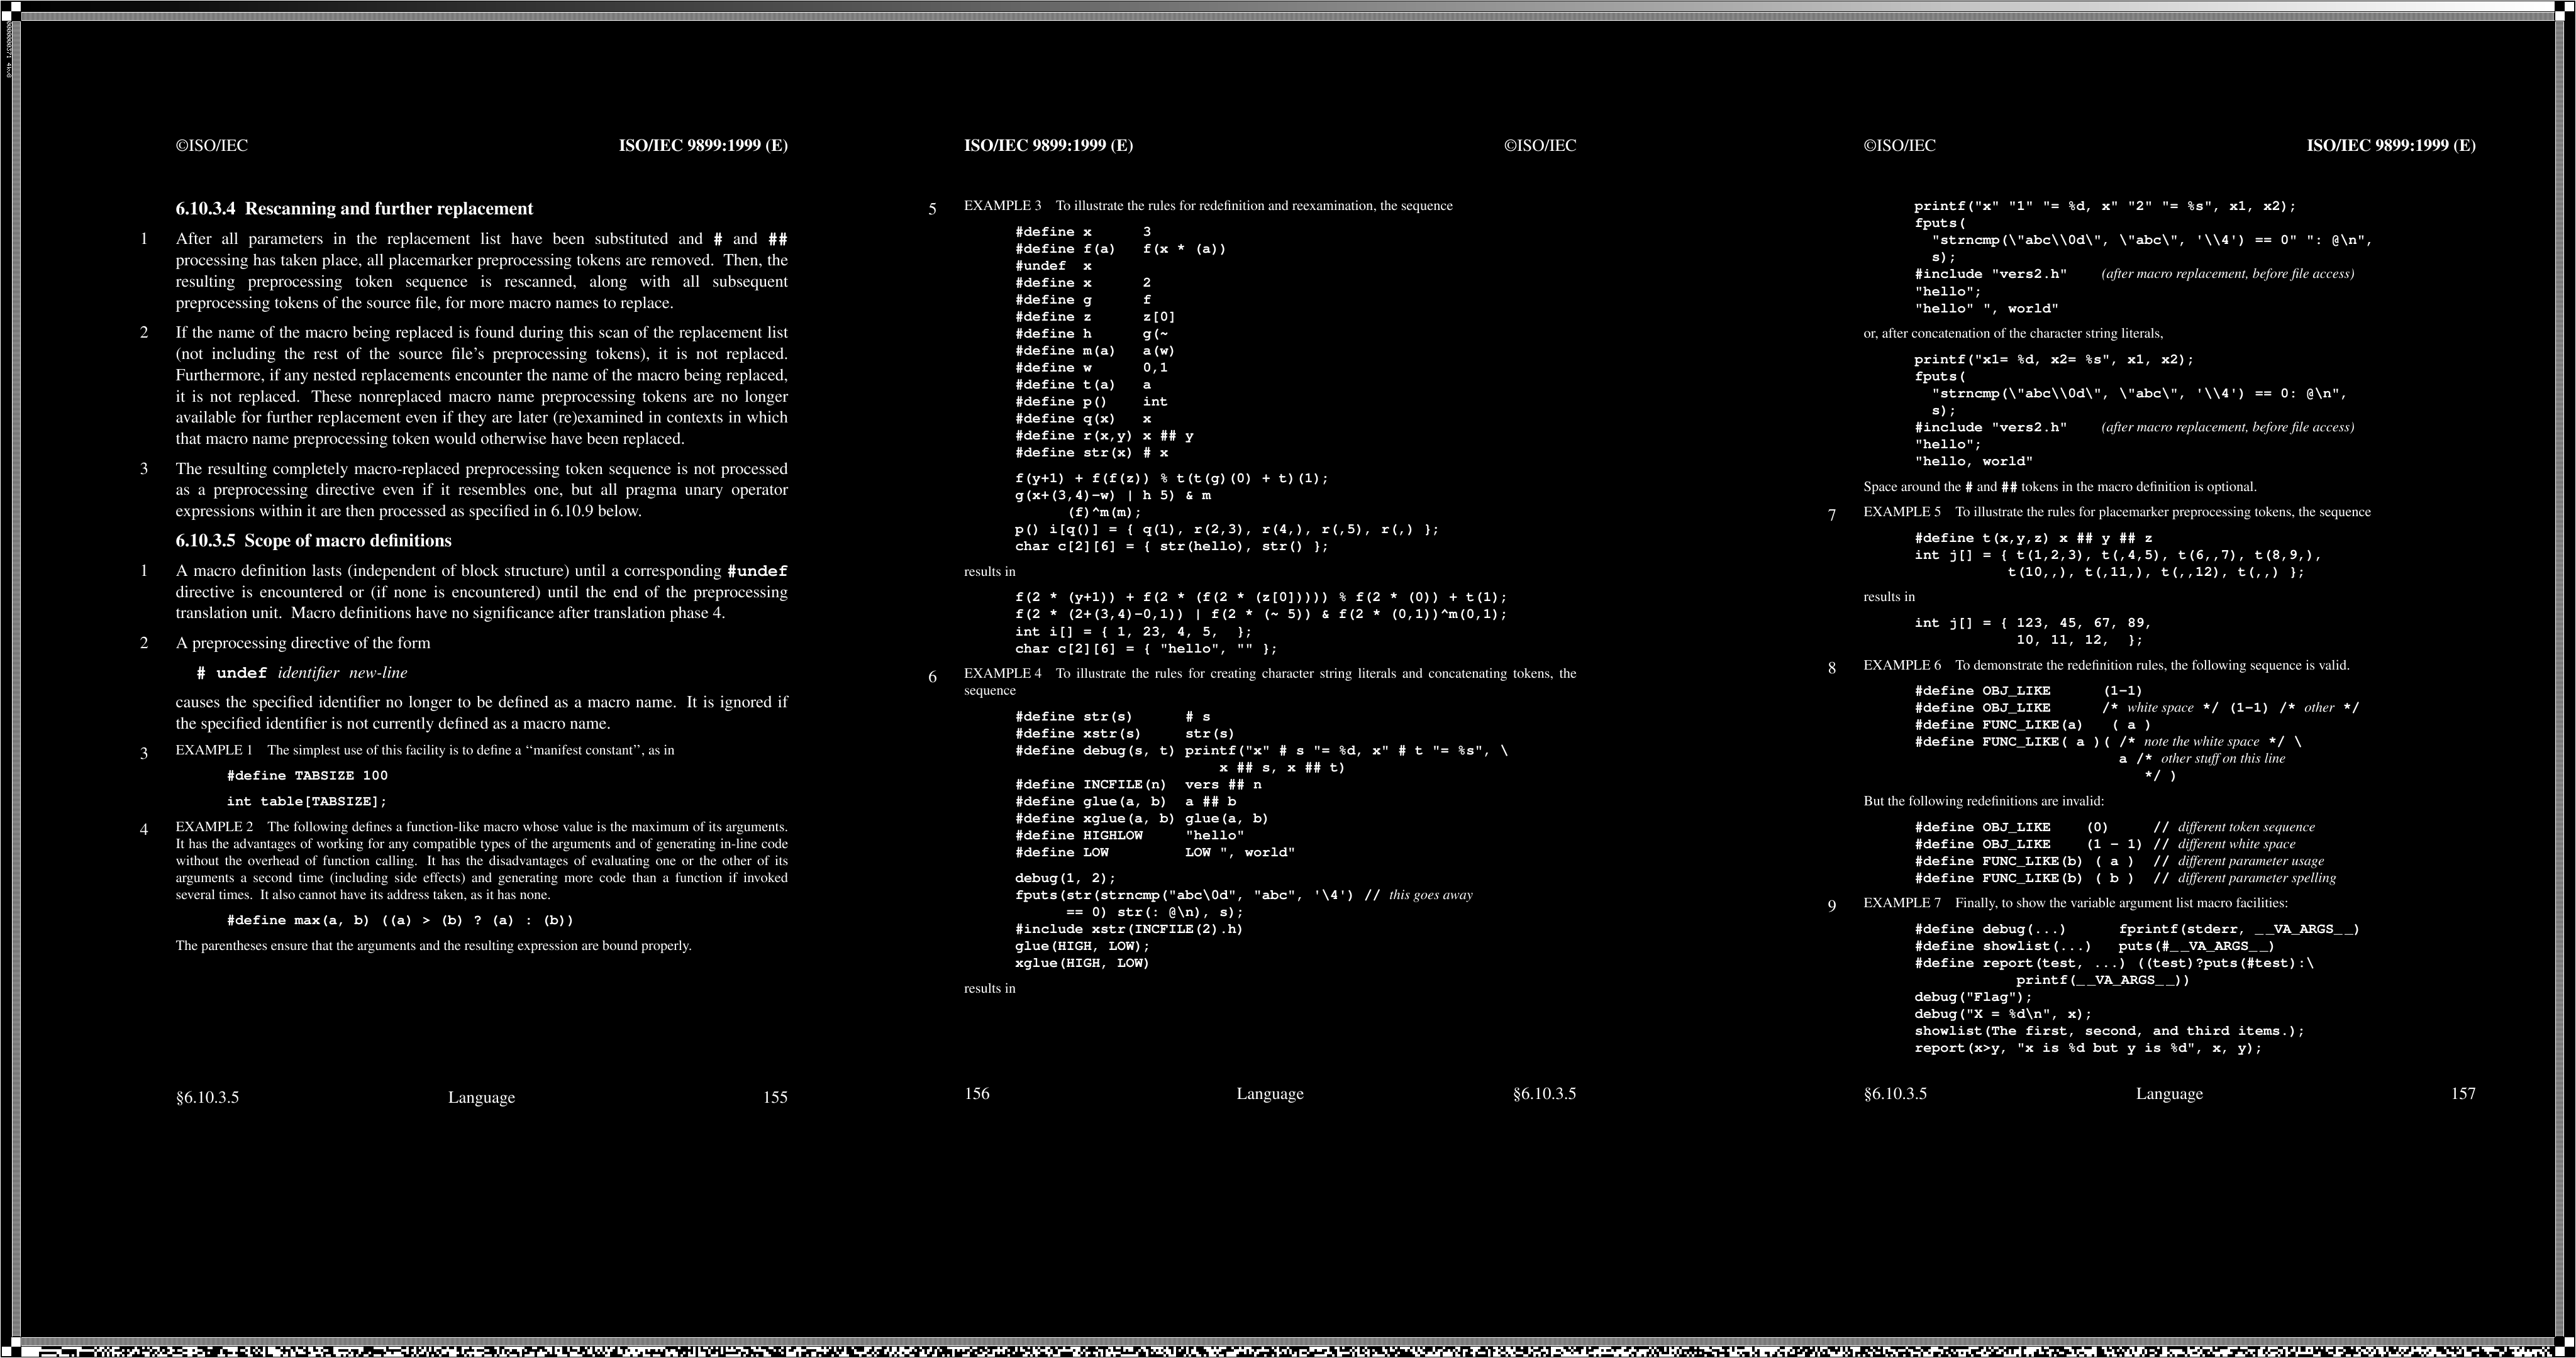 ©ISO/IEC ISO/IEC 9899:1999 (E)
6.10.3.4 Rescanning and further replacement
1 After all parameters in the replacement list have been substituted and # and ##
processing has taken place, all placemarker preprocessing tokens are removed. Then, the
resulting preprocessing token sequence is rescanned, along with all subsequent
preprocessing tokens of the source file, for more macro names to replace.
2 If the name of the macro being replaced is found during this scan of the replacement list
(not including the rest of the source file's preprocessing tokens), it is not replaced.
Furthermore, if any nested replacements encounter the name of the macro being replaced,
it is not replaced. These nonreplaced macro name preprocessing tokens are no longer
available for further replacement even if they are later (re)examined in contexts in which
that macro name preprocessing token would otherwise have been replaced.
3 The resulting completely macro-replaced preprocessing token sequence is not processed
as a preprocessing directive even if it resembles one, but all pragma unary operator
expressions within it are then processed as specified in 6.10.9 below.
6.10.3.5 Scope of macro definitions
1 A macro definition lasts (independent of block structure) until a corresponding #undef
directive is encountered or (if none is encountered) until the end of the preprocessing
translation unit. Macro definitions have no significance after translation phase 4.
2 A preprocessing directive of the form
# undef identifier new-line
causes the specified identifier no longer to be defined as a macro name. It is ignored if
the specified identifier is not currently defined as a macro name.
3 EXAMPLE 1 The simplest use of this facility is to define a ‘‘manifest constant’’, as in
#define TABSIZE 100
int table[TABSIZE];
4 EXAMPLE 2 The following defines a function-like macro whose value is the maximum of its arguments.
It has the advantages of working for any compatible types of the arguments and of generating in-line code
without the overhead of function calling. It has the disadvantages of evaluating one or the other of its
arguments a second time (including side effects) and generating more code than a function if invoked
several times. It also cannot have its address taken, as it has none.
#define max(a, b) ((a) > (b) ? (a) : (b))
The parentheses ensure that the arguments and the resulting expression are bound properly.
§6.10.3.5 Language 155
ISO/IEC 9899:1999 (E) ©ISO/IEC
5 EXAMPLE 3 To illustrate the rules for redefinition and reexamination, the sequence
#define x 3
#define f(a) f(x * (a))
#undef x
#define x 2
#define g f
#define z z[0]
#define h g(~
#define m(a) a(w)
#define w 0,1
#define t(a) a
#define p() int
#define q(x) x
#define r(x,y) x ## y
#define str(x) # x
f(y+1) + f(f(z)) % t(t(g)(0) + t)(1);
g(x+(3,4)-w) | h 5) & m
(f)^m(m);
p() i[q()] = { q(1), r(2,3), r(4,), r(,5), r(,) };
char c[2][6] = { str(hello), str() };
results in
f(2 * (y+1)) + f(2 * (f(2 * (z[0])))) % f(2 * (0)) + t(1);
f(2 * (2+(3,4)-0,1)) | f(2 * (~ 5)) & f(2 * (0,1))^m(0,1);
int i[] = { 1, 23, 4, 5, };
char c[2][6] = { "hello", "" };
6 EXAMPLE 4 To illustrate the rules for creating character string literals and concatenating tokens, the
sequence
#define str(s) # s
#define xstr(s) str(s)
#define debug(s, t) printf("x" # s "= %d, x" # t "= %s", \
x ## s, x ## t)
#define INCFILE(n) vers ## n
#define glue(a, b) a ## b
#define xglue(a, b) glue(a, b)
#define HIGHLOW "hello"
#define LOW LOW ", world"
debug(1, 2);
fputs(str(strncmp("abc\0d", "abc", '\4') // this goes away
== 0) str(: @\n), s);
#include xstr(INCFILE(2).h)
glue(HIGH, LOW);
xglue(HIGH, LOW)
results in
156 Language §6.10.3.5
©ISO/IEC ISO/IEC 9899:1999 (E)
printf("x" "1" "= %d, x" "2" "= %s", x1, x2);
fputs(
"strncmp(\"abc\\0d\", \"abc\", '\\4') == 0" ": @\n",
s);
#include "vers2.h" (after macro replacement, before file access)
"hello";
"hello" ", world"
or, after concatenation of the character string literals,
printf("x1= %d, x2= %s", x1, x2);
fputs(
"strncmp(\"abc\\0d\", \"abc\", '\\4') == 0: @\n",
s);
#include "vers2.h" (after macro replacement, before file access)
"hello";
"hello, world"
Space around the # and ## tokens in the macro definition is optional.
7 EXAMPLE 5 To illustrate the rules for placemarker preprocessing tokens, the sequence
#define t(x,y,z) x ## y ## z
int j[] = { t(1,2,3), t(,4,5), t(6,,7), t(8,9,),
t(10,,), t(,11,), t(,,12), t(,,) };
results in
int j[] = { 123, 45, 67, 89,
10, 11, 12, };
8 EXAMPLE 6 To demonstrate the redefinition rules, the following sequence is valid.
#define OBJ_LIKE (1-1)
#define OBJ_LIKE /* white space */ (1-1) /* other */
#define FUNC_LIKE(a) ( a )
#define FUNC_LIKE( a )( /* note the white space */ \
a /* other stuff on this line
*/ )
But the following redefinitions are invalid:
#define OBJ_LIKE (0) // different token sequence
#define OBJ_LIKE (1 - 1) // different white space
#define FUNC_LIKE(b) ( a ) // different parameter usage
#define FUNC_LIKE(b) ( b ) // different parameter spelling
9 EXAMPLE 7 Finally, to show the variable argument list macro facilities:
#define debug(...) fprintf(stderr, __VA_ARGS__)
#define showlist(...) puts(#__VA_ARGS__)
#define report(test, ...) ((test)?puts(#test):\
printf(__VA_ARGS__))
debug("Flag");
debug("X = %d\n", x);
showlist(The first, second, and third items.);
report(x>y, "x is %d but y is %d", x, y);
§6.10.3.5 Language 157